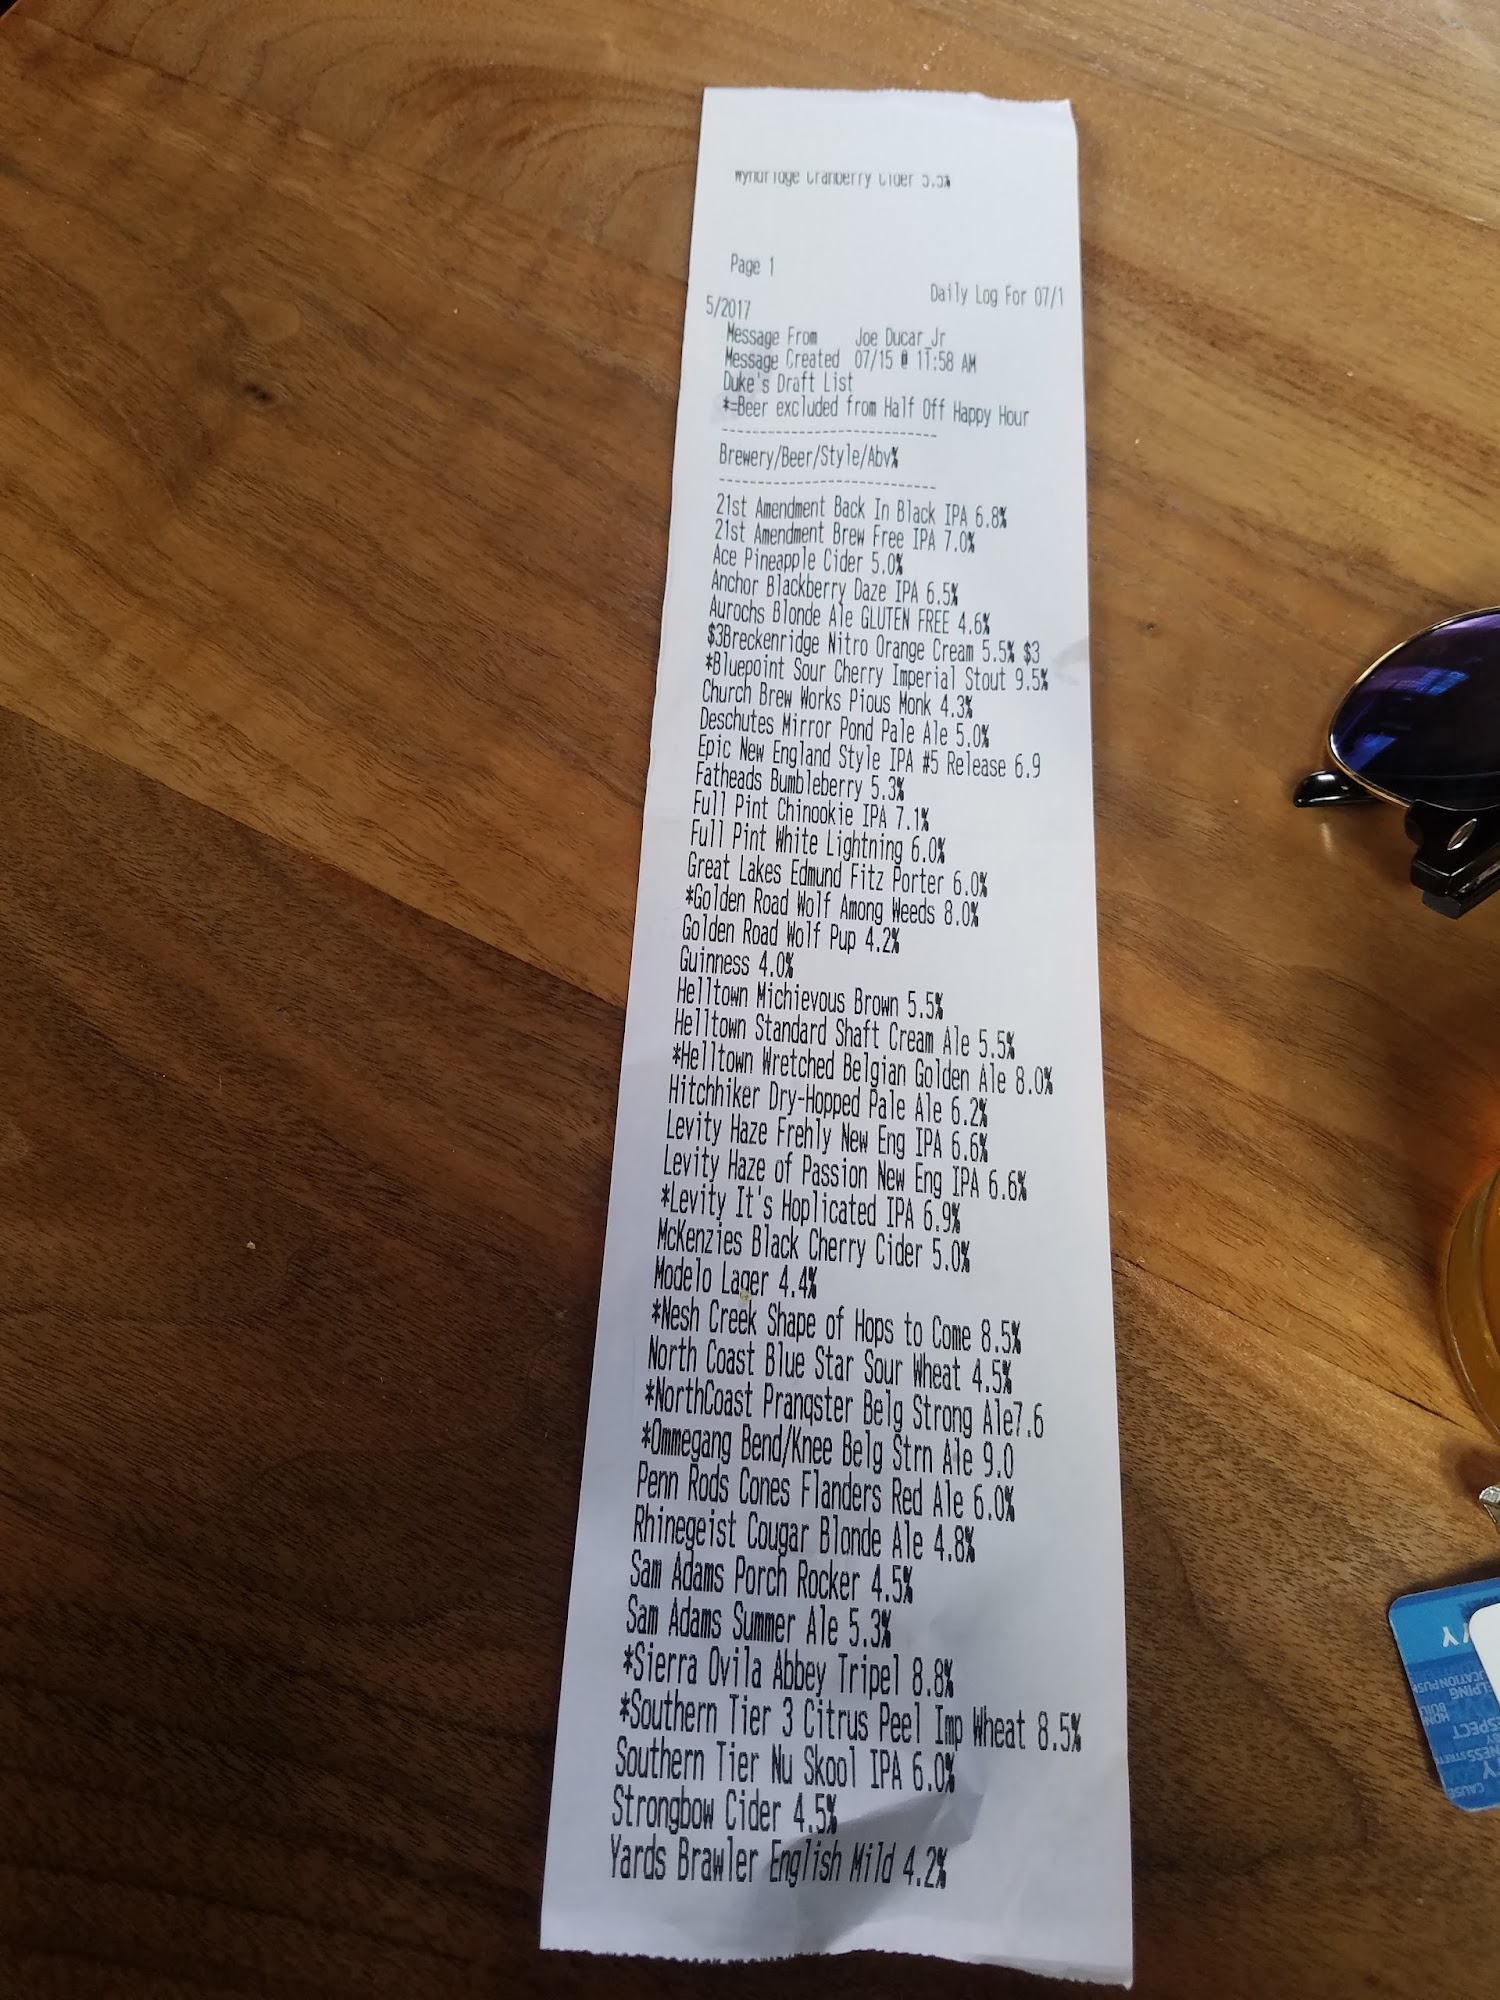 Wyndridge Cranberry Cider 5.5%
Page 1
Daily Log For 07/1
5/2017
Message From Joe Ducar Jr
Message Created 07/15 @ 11:58 AM
Duke's Draft List
*=Beer excluded from Half Off Happy Hour
------------------------------
Brewery/Beer/Style/Abv%
------------------------------
21st Amendment Back In Black IPA 6.8%
21st Amendment Brew Free IPA 7.0%
Ace Pineapple Cider 5.0%
Anchor Blackberry Daze IPA 6.5%
Aurochs Blonde Ale GLUTEN FREE 4.6%
$3Breckenridge Nitro Orange Cream 5.5% $3
*Bluepoint Sour Cherry Imperial Stout 9.5%
Church Brew Works Pious Monk 4.3%
Deschutes Mirror Pond Pale Ale 5.0%
Epic New England Style IPA #5 Release 6.9
Fatheads Bumbleberry 5.3%
Full Pint Chinookie IPA 7.1%
Full Pint White Lightning 6.0%
Great Lakes Edmund Fitz Porter 6.0%
*Golden Road Wolf Among Weeds 8.0%
Golden Road Wolf Pup 4.2%
Guinness 4.0%
Helltown Michievous Brown 5.5%
Helltown Standard Shaft Cream Ale 5.5%
*Helltown Wretched Belgian Golden Ale 8.0%
Hitchhiker Dry-Hopped Pale Ale 6.2%
Levity Haze Frehly New Eng IPA 6.6%
Levity Haze of Passion New Eng IPA 6.6%
*Levity It's Hoplicated IPA 6.9%
McKenzies Black Cherry Cider 5.0%
Modelo Lager 4.4%
*Nesh Creek Shape of Hops to Come 8.5%
North Coast Blue Star Sour Wheat 4.5%
*NorthCoast Pranqster Belg Strong Ale7.6
*Ommegang Bend/Knee Belg Strn Ale 9.0
Penn Rods Cones Flanders Red Ale 6.0%
Rhinegeist Cougar Blonde Ale 4.8%
Sam Adams Porch Rocker 4.5%
Sam Adams Summer Ale 5.3%
*Sierra Ovila Abbey Tripel 8.8%
*Southern Tier 3 Citrus Peel Imp Wheat 8.5%
Southern Tier Nu Skool IPA 6.0%
Strongbow Cider 4.5%
Yards Brawler English Mild 4.2%